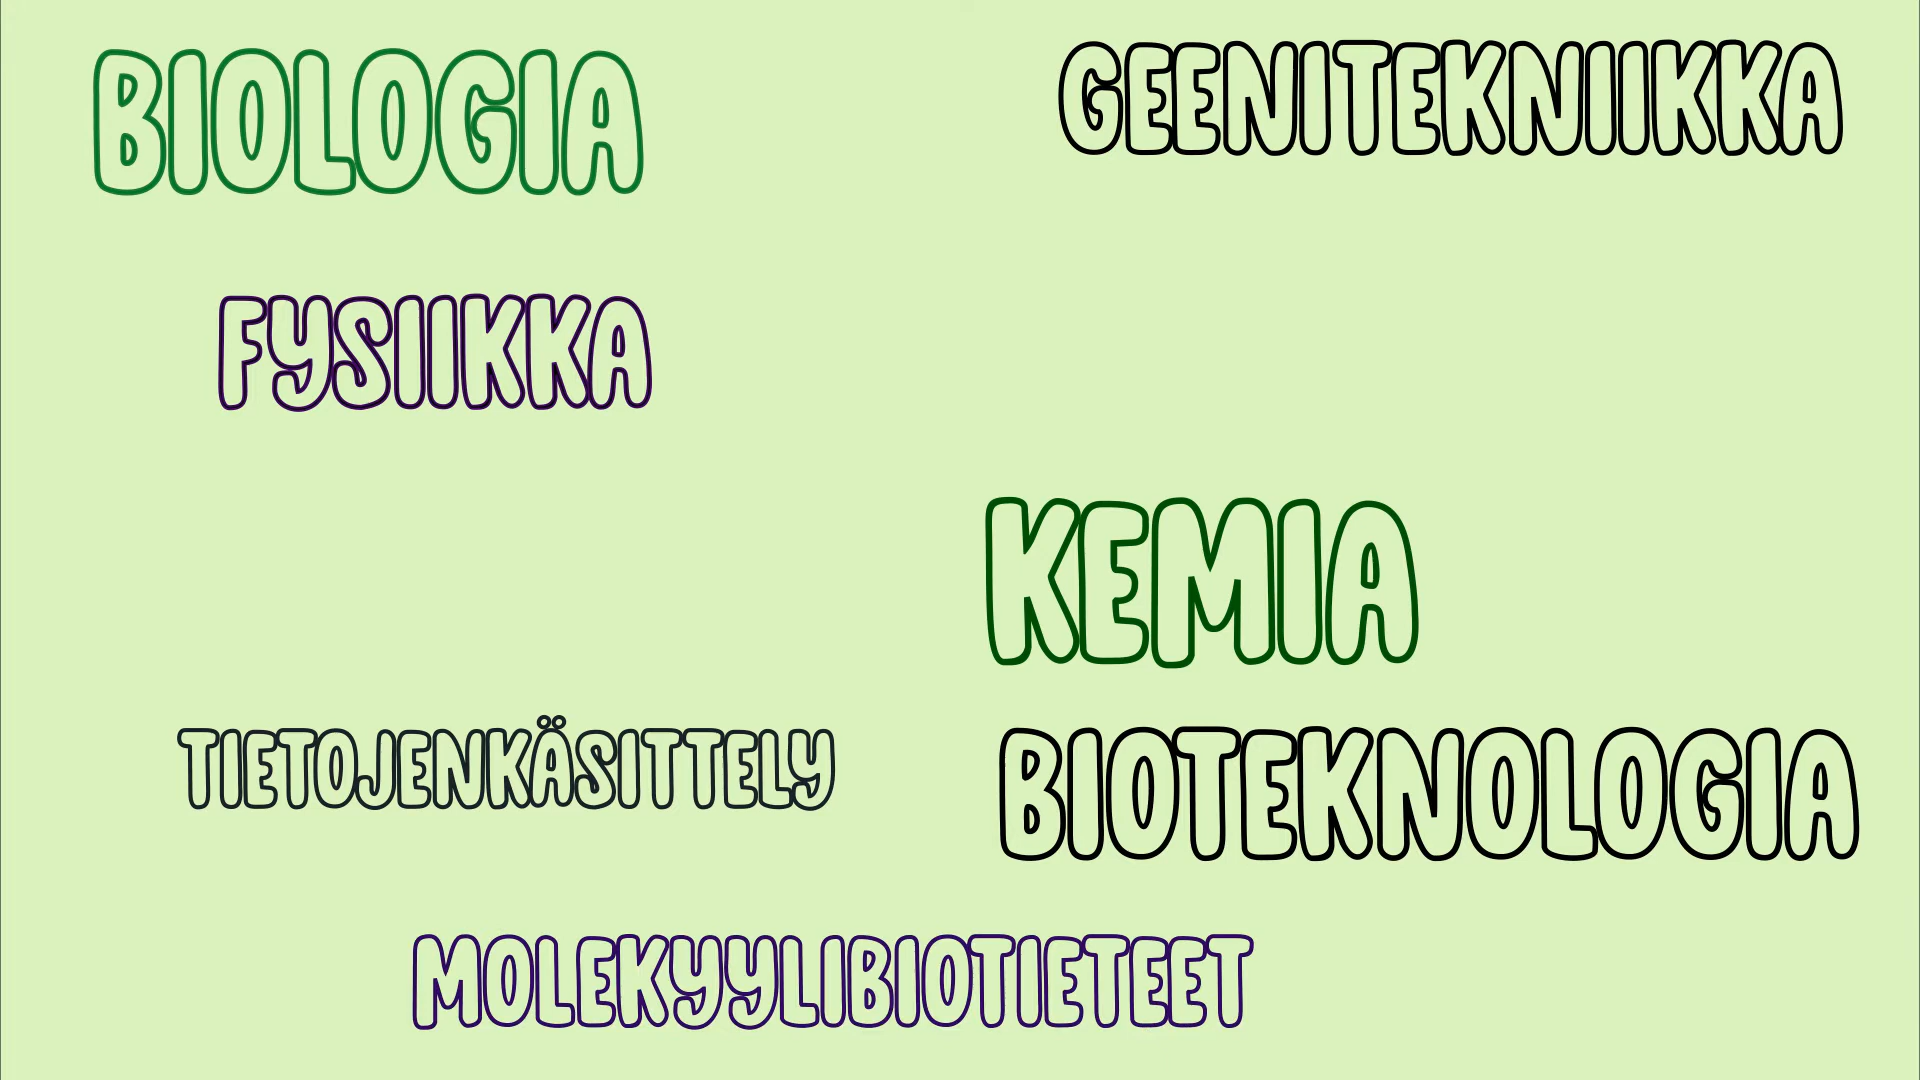 BIOLOGIA
GEENITEKNIIKKA
FYSIIKKA
KEMIA
TIETOJENKÄSITTELY
BIOTEKNOLOGIA
MOLEKYYLIBIOTIETEET